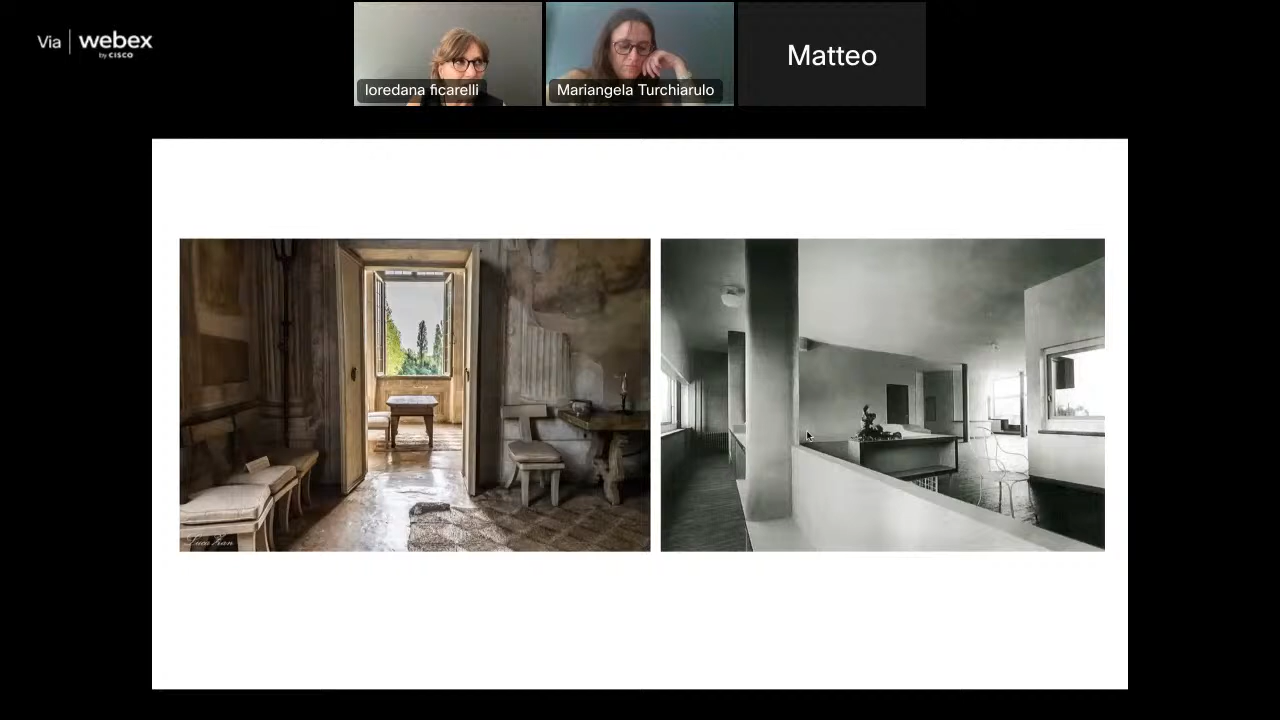 Via | webex
by CISCO
loredana ficarelli
Mariangela Turchiarulo
Matteo